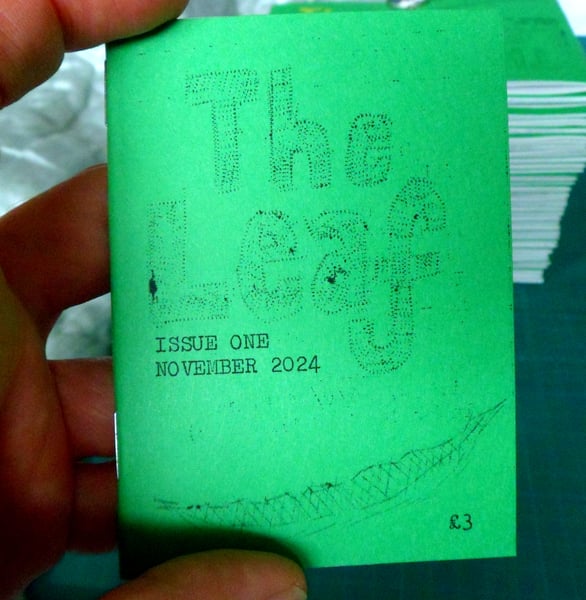 The
Leaf
ISSUE ONE
NOVEMBER 2024
£3